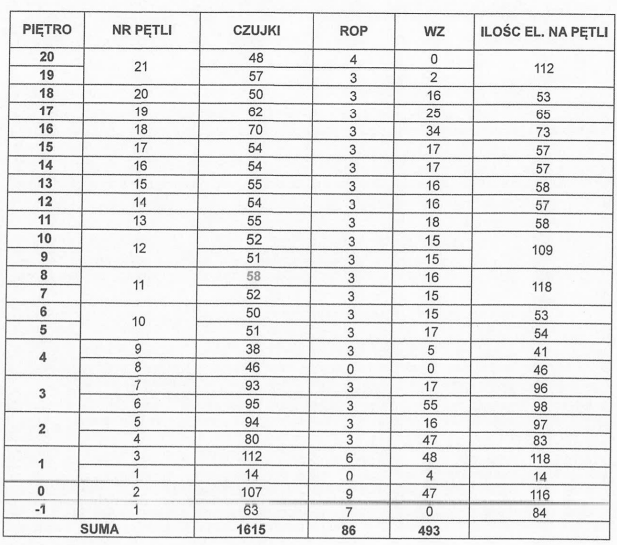 PIĘTRO NR PĘTLI CZUJKI ROP WZ ILOŚC EL. NA PĘTLI
20 21 48 4 0 112
19 57 3 2
18 20 50 3 16 53
17 19 62 3 25 65
16 18 70 3 34 73
15 17 54 3 17 57
14 16 54 3 17 57
13 15 55 3 16 58
12 14 54 3 16 57
11 13 55 3 18 58
10 12 52 3 15 109
9 51 3 15
8 11 58 3 16 118
7 52 3 15
6 10 50 3 15 53
5 51 3 17 54
4 9 38 3 5 41
8 46 0 0 46
3 7 93 3 17 96
6 95 3 55 98
2 5 94 3 16 97
4 80 3 47 83
1 3 112 6 48 118
1 14 0 4 14
0 2 107 9 47 116
-1 1 63 7 0 84
SUMA 1615 86 493